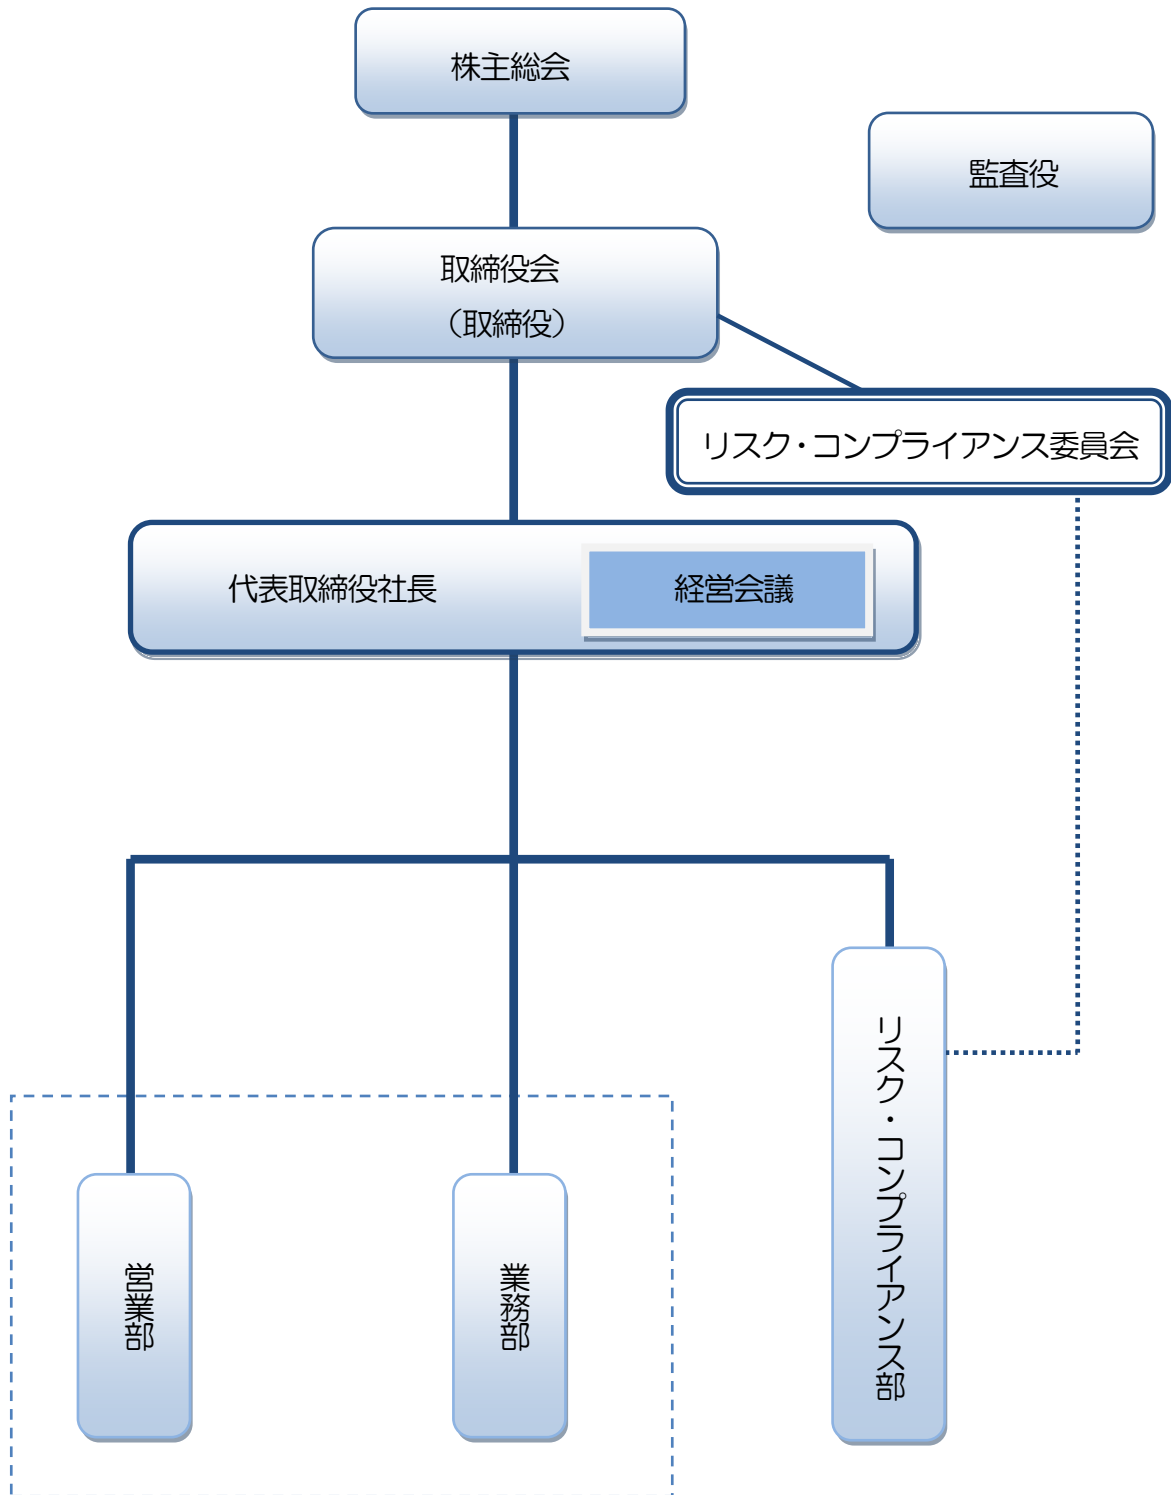 株主総会
監査役
取締役会
（取締役）
リスク・コンプライアンス委員会
代表取締役社長
経営会議
リスク・コンプライアンス部
営業部
業務部